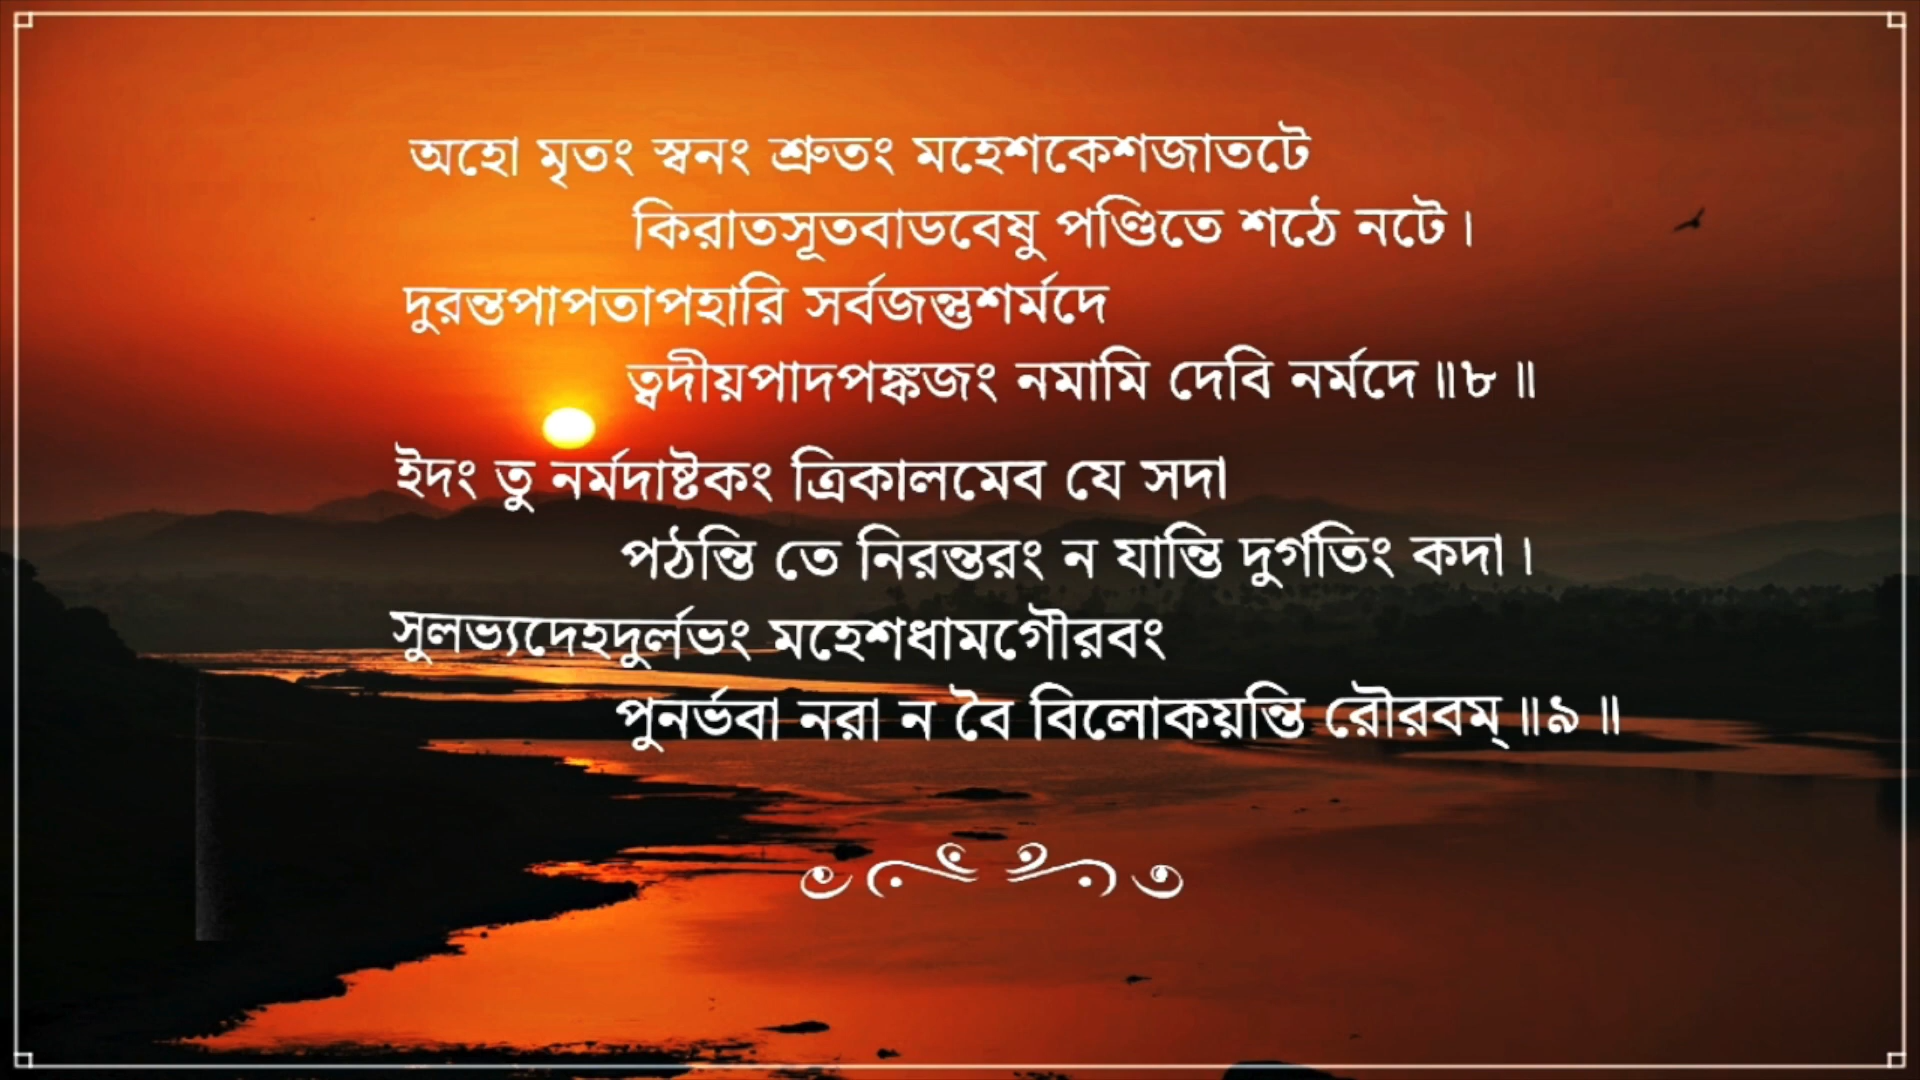 অহো মৃতং স্বনং শ্রুতং মহেশকেশজাতটে
কিরাতসূতবাডবেষু পণ্ডিতে শঠে নটে।
দুরন্তপাপতাপহারি সর্বজন্তুশর্মদে
ত্বদীয়পাদপঙ্কজং নমামি দেবি নর্মদে॥৮॥
ইদং তু নর্মদাষ্টকং ত্রিকালমেব যে সদা
পঠন্তি তে নিরন্তরং ন যান্তি দুর্গতিং কদা।
সুলভ্যদেহদুর্লভং মহেশধামগৌরবং
পুনর্ভবা নরা ন বৈ বিলোকয়ন্তি রৌরবম্॥৯॥